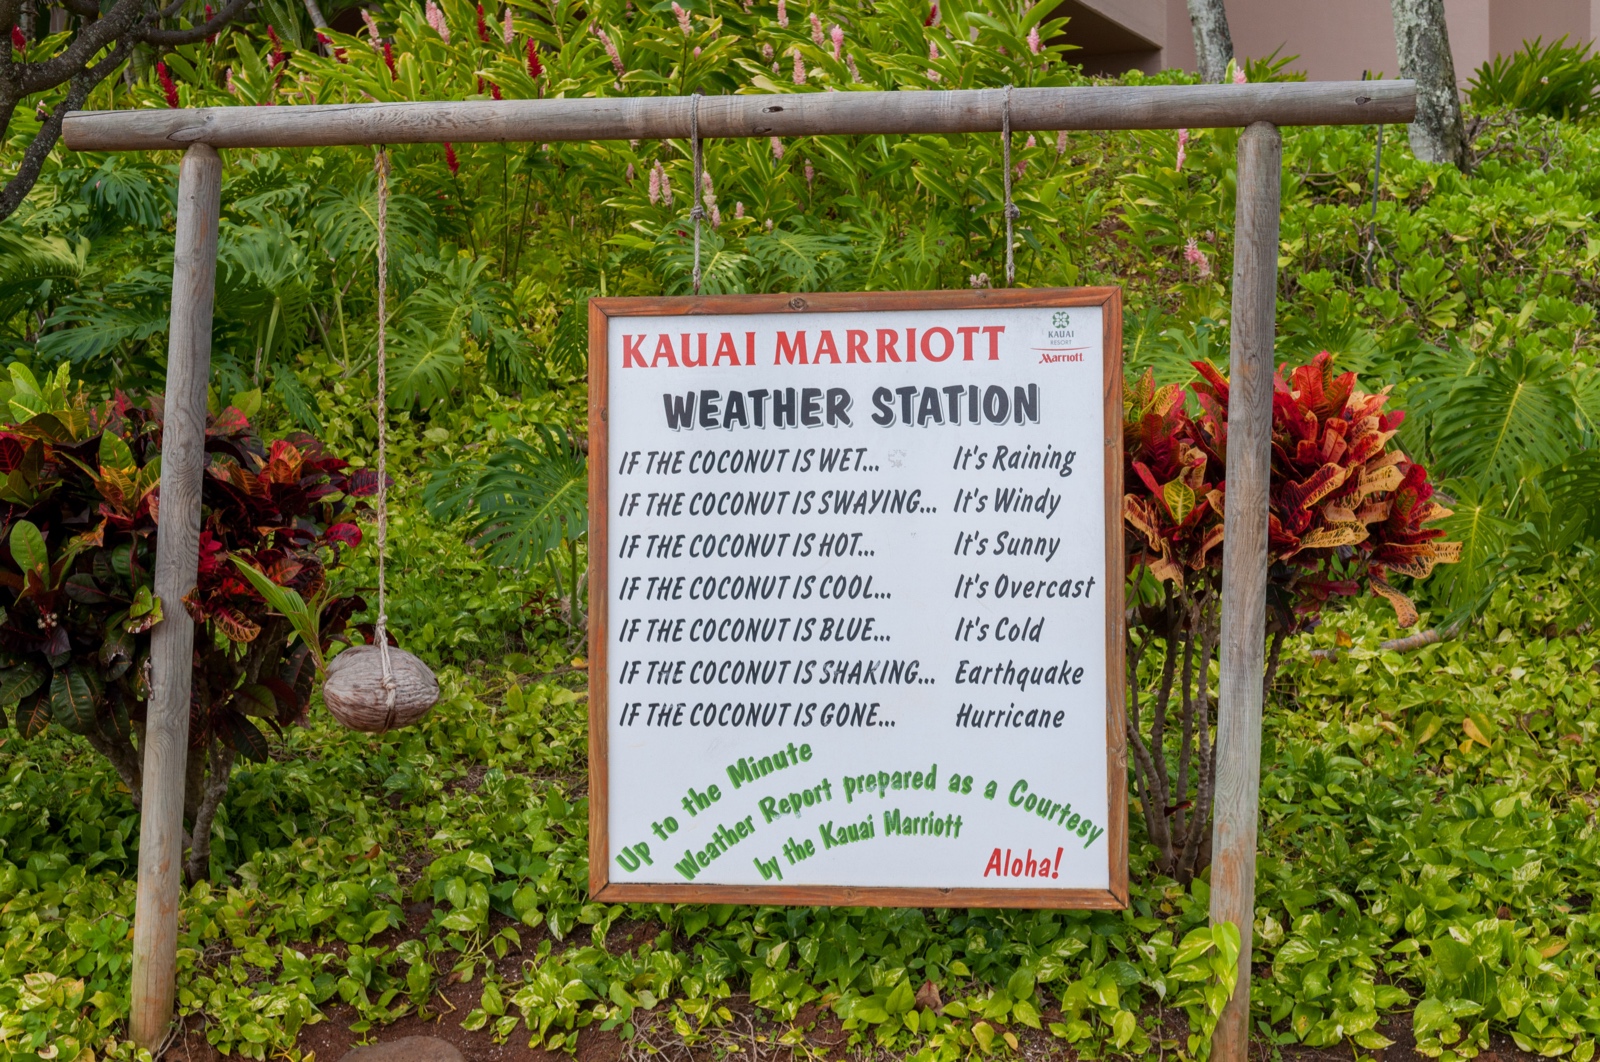 KAUAI MARRIOTT
KAUAI
RESORT
Marriott
WEATHER STATION
IF THE COCONUT IS WET... It's Raining
IF THE COCONUT IS SWAYING... It's Windy
IF THE COCONUT IS HOT... It's Sunny
IF THE COCONUT IS COOL... It's Overcast
IF THE COCONUT IS BLUE... It's Cold
IF THE COCONUT IS SHAKING... Earthquake
IF THE COCONUT IS GONE... Hurricane
Up to the Minute
Weather Report prepared as a Courtesy
by the Kauai Marriott
Aloha!